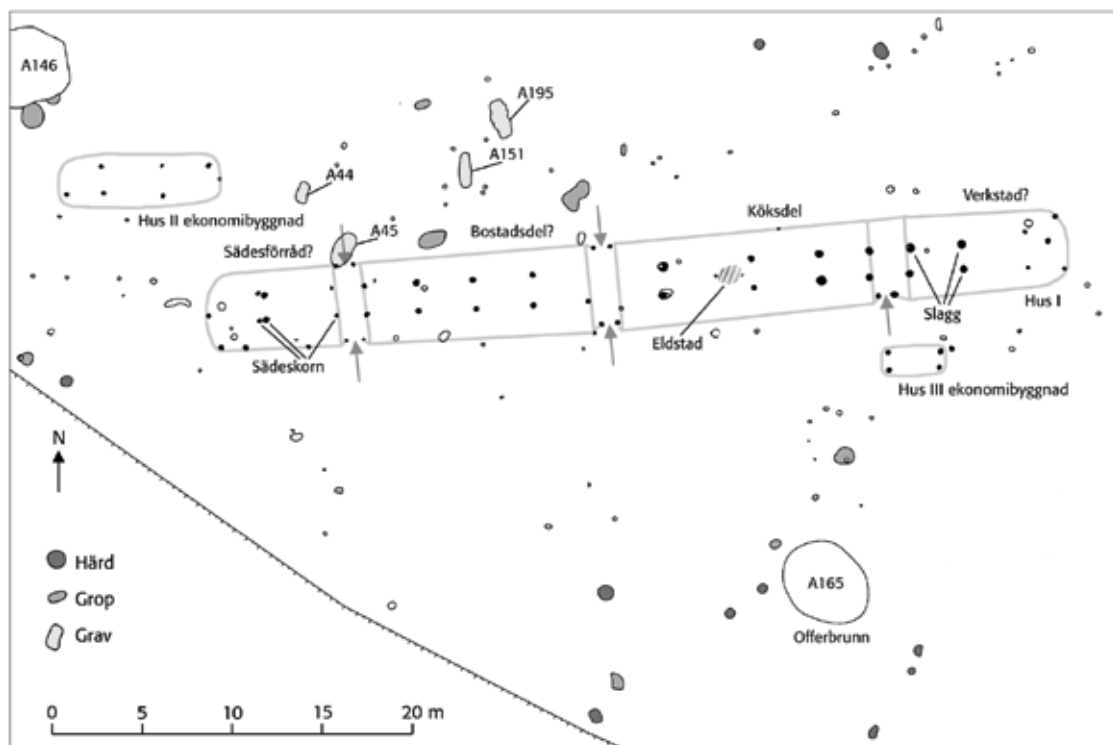 A146
A195
A151
A44
Hus II ekonomibyggnad
A45
Sädesförråd?
Bostadsdel?
Köksdel
Verkstad?
Sädeskorn
Eldstad
Slagg
Hus I
Hus III ekonomibyggnad
N
Härd
Grop
Grav
A165
Offerbrunn
0 5 10 15 20 m